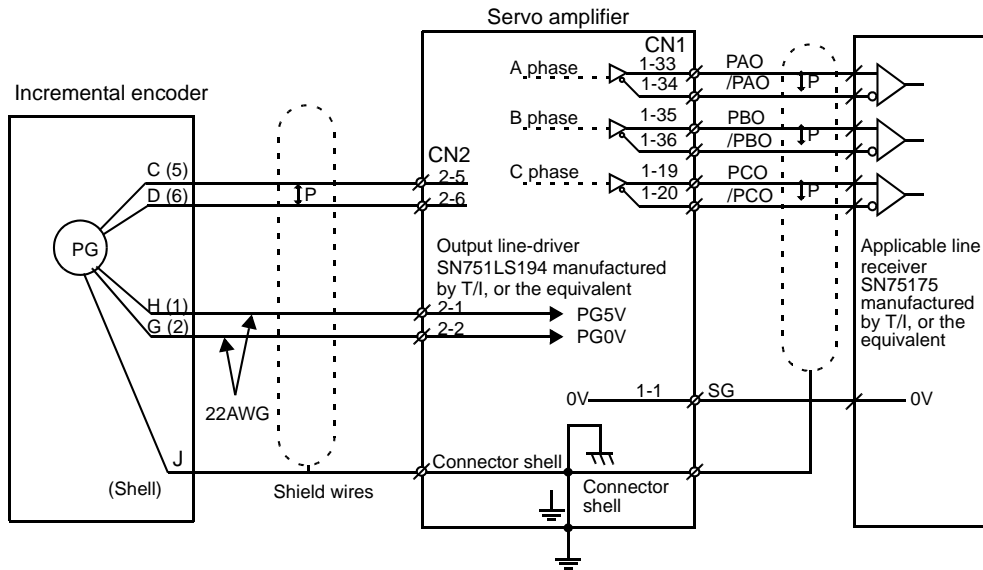 Servo amplifier
Incremental encoder
CN1
A phase
1-33
PAO
1-34
/PAO
P
B phase
1-35
PBO
1-36
/PBO
P
C phase
1-19
PCO
1-20
/PCO
P
CN2
C (5)
2-5
D (6)
P
2-6
PG
Output line-driver
SN751LS194 manufactured
by T/I, or the equivalent
Applicable line
receiver
SN75175
manufactured
by T/I, or the
equivalent
H (1)
2-1
PG5V
G (2)
2-2
PG0V
22AWG
0V
1-1
SG
0V
J
(Shell)
Shield wires
Connector shell
Connector
shell